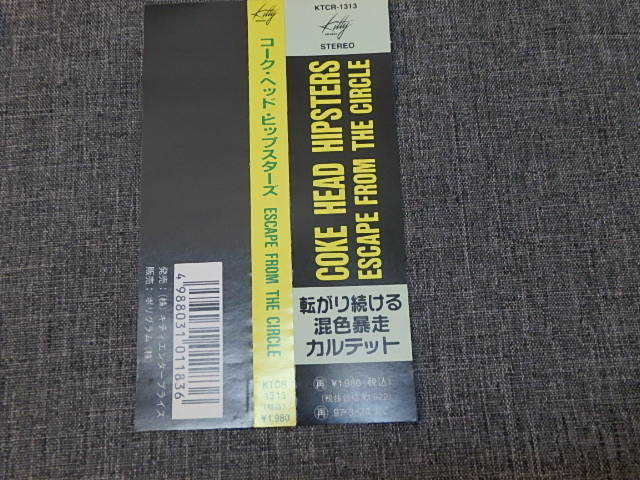 KTCR-1313
Kitty
STEREO
COKE HEAD HIPSTERS
ESCAPE FROM THE CIRCLE
転がり続ける
混色暴走
カルテット
再 ¥1,980(税込)
Kitty
コーク・ヘッド・ヒップスターズ ESCAPE FROM THE CIRCLE
KTCR
1313
(税込)
¥1,980
4 988031 011836
発売:(株)キティ・エンタープライズ
販売:ポリグラム(株)